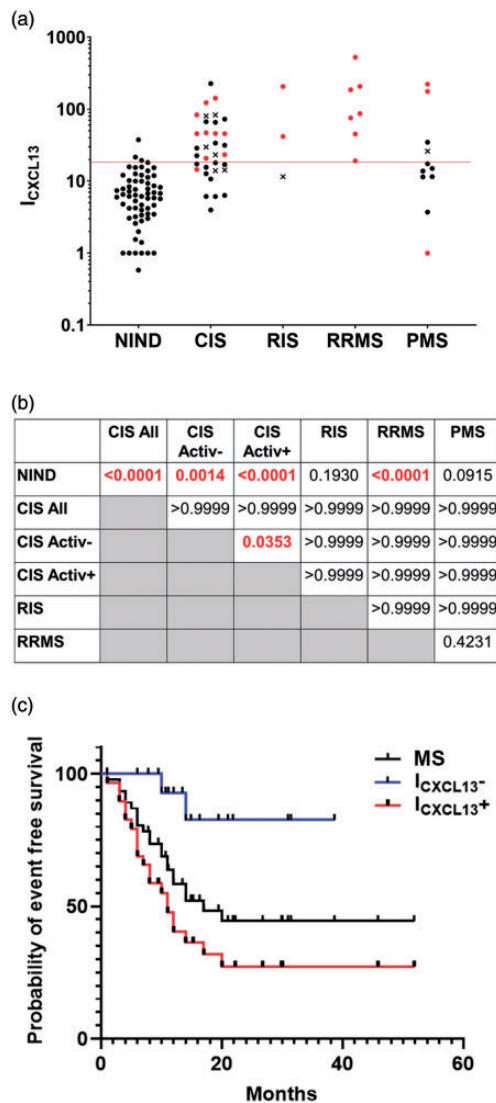 (a)
I_CXCL13
1000
100
10
1
0.1
NIND CIS RIS RRMS PMS
(b)
CIS All CIS Activ- CIS Activ+ RIS RRMS PMS
NIND <0.0001 0.0014 <0.0001 0.1930 <0.0001 0.0915
CIS All >0.9999 >0.9999 >0.9999 >0.9999 >0.9999
CIS Activ- 0.0353 >0.9999 >0.9999 >0.9999
CIS Activ+ >0.9999 >0.9999 >0.9999
RIS >0.9999 >0.9999
RRMS 0.4231
(c)
MS
I_CXCL13-
I_CXCL13+
Probability of event free survival
100
50
0
0 20 40 60
Months